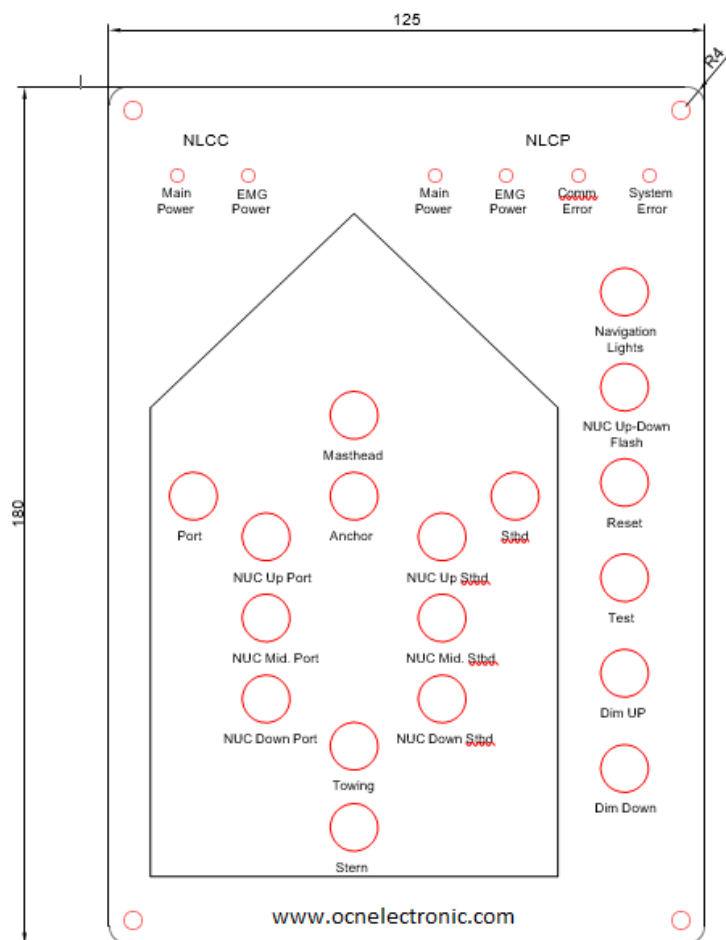 125
R4
NLCC
NLCP
Main
Power
EMG
Power
Main
Power
EMG
Power
Comm
Error
System
Error
Navigation
Lights
NUC Up-Down
Flash
Masthead
Port
Anchor
Stbd
Reset
180
NUC Up Port
NUC Up Stbd
Test
NUC Mid. Port
NUC Mid. Stbd
Dim UP
NUC Down Port
NUC Down Stbd
Towing
Dim Down
Stern
www.ocnelectronic.com